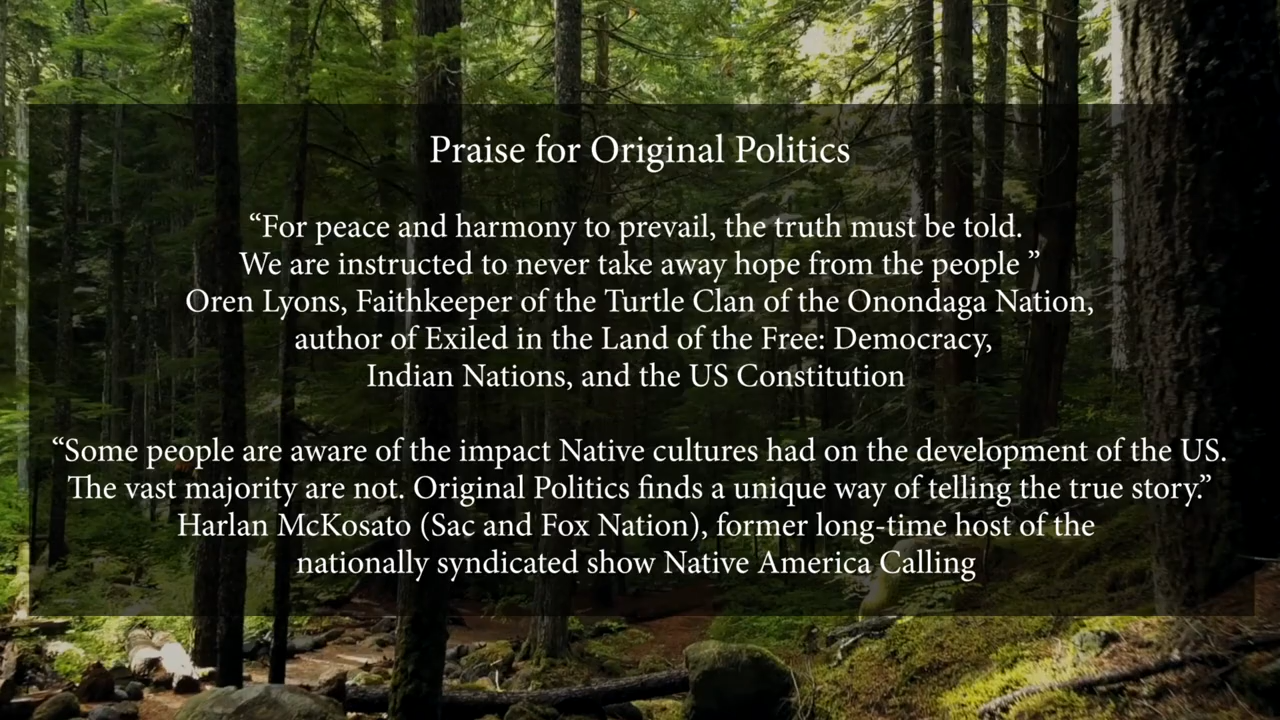 Praise for Original Politics
“For peace and harmony to prevail, the truth must be told.
We are instructed to never take away hope from the people ”
Oren Lyons, Faithkeeper of the Turtle Clan of the Onondaga Nation,
author of Exiled in the Land of the Free: Democracy,
Indian Nations, and the US Constitution
“Some people are aware of the impact Native cultures had on the development of the US.
The vast majority are not. Original Politics finds a unique way of telling the true story.”
Harlan McKosato (Sac and Fox Nation), former long-time host of the
nationally syndicated show Native America Calling